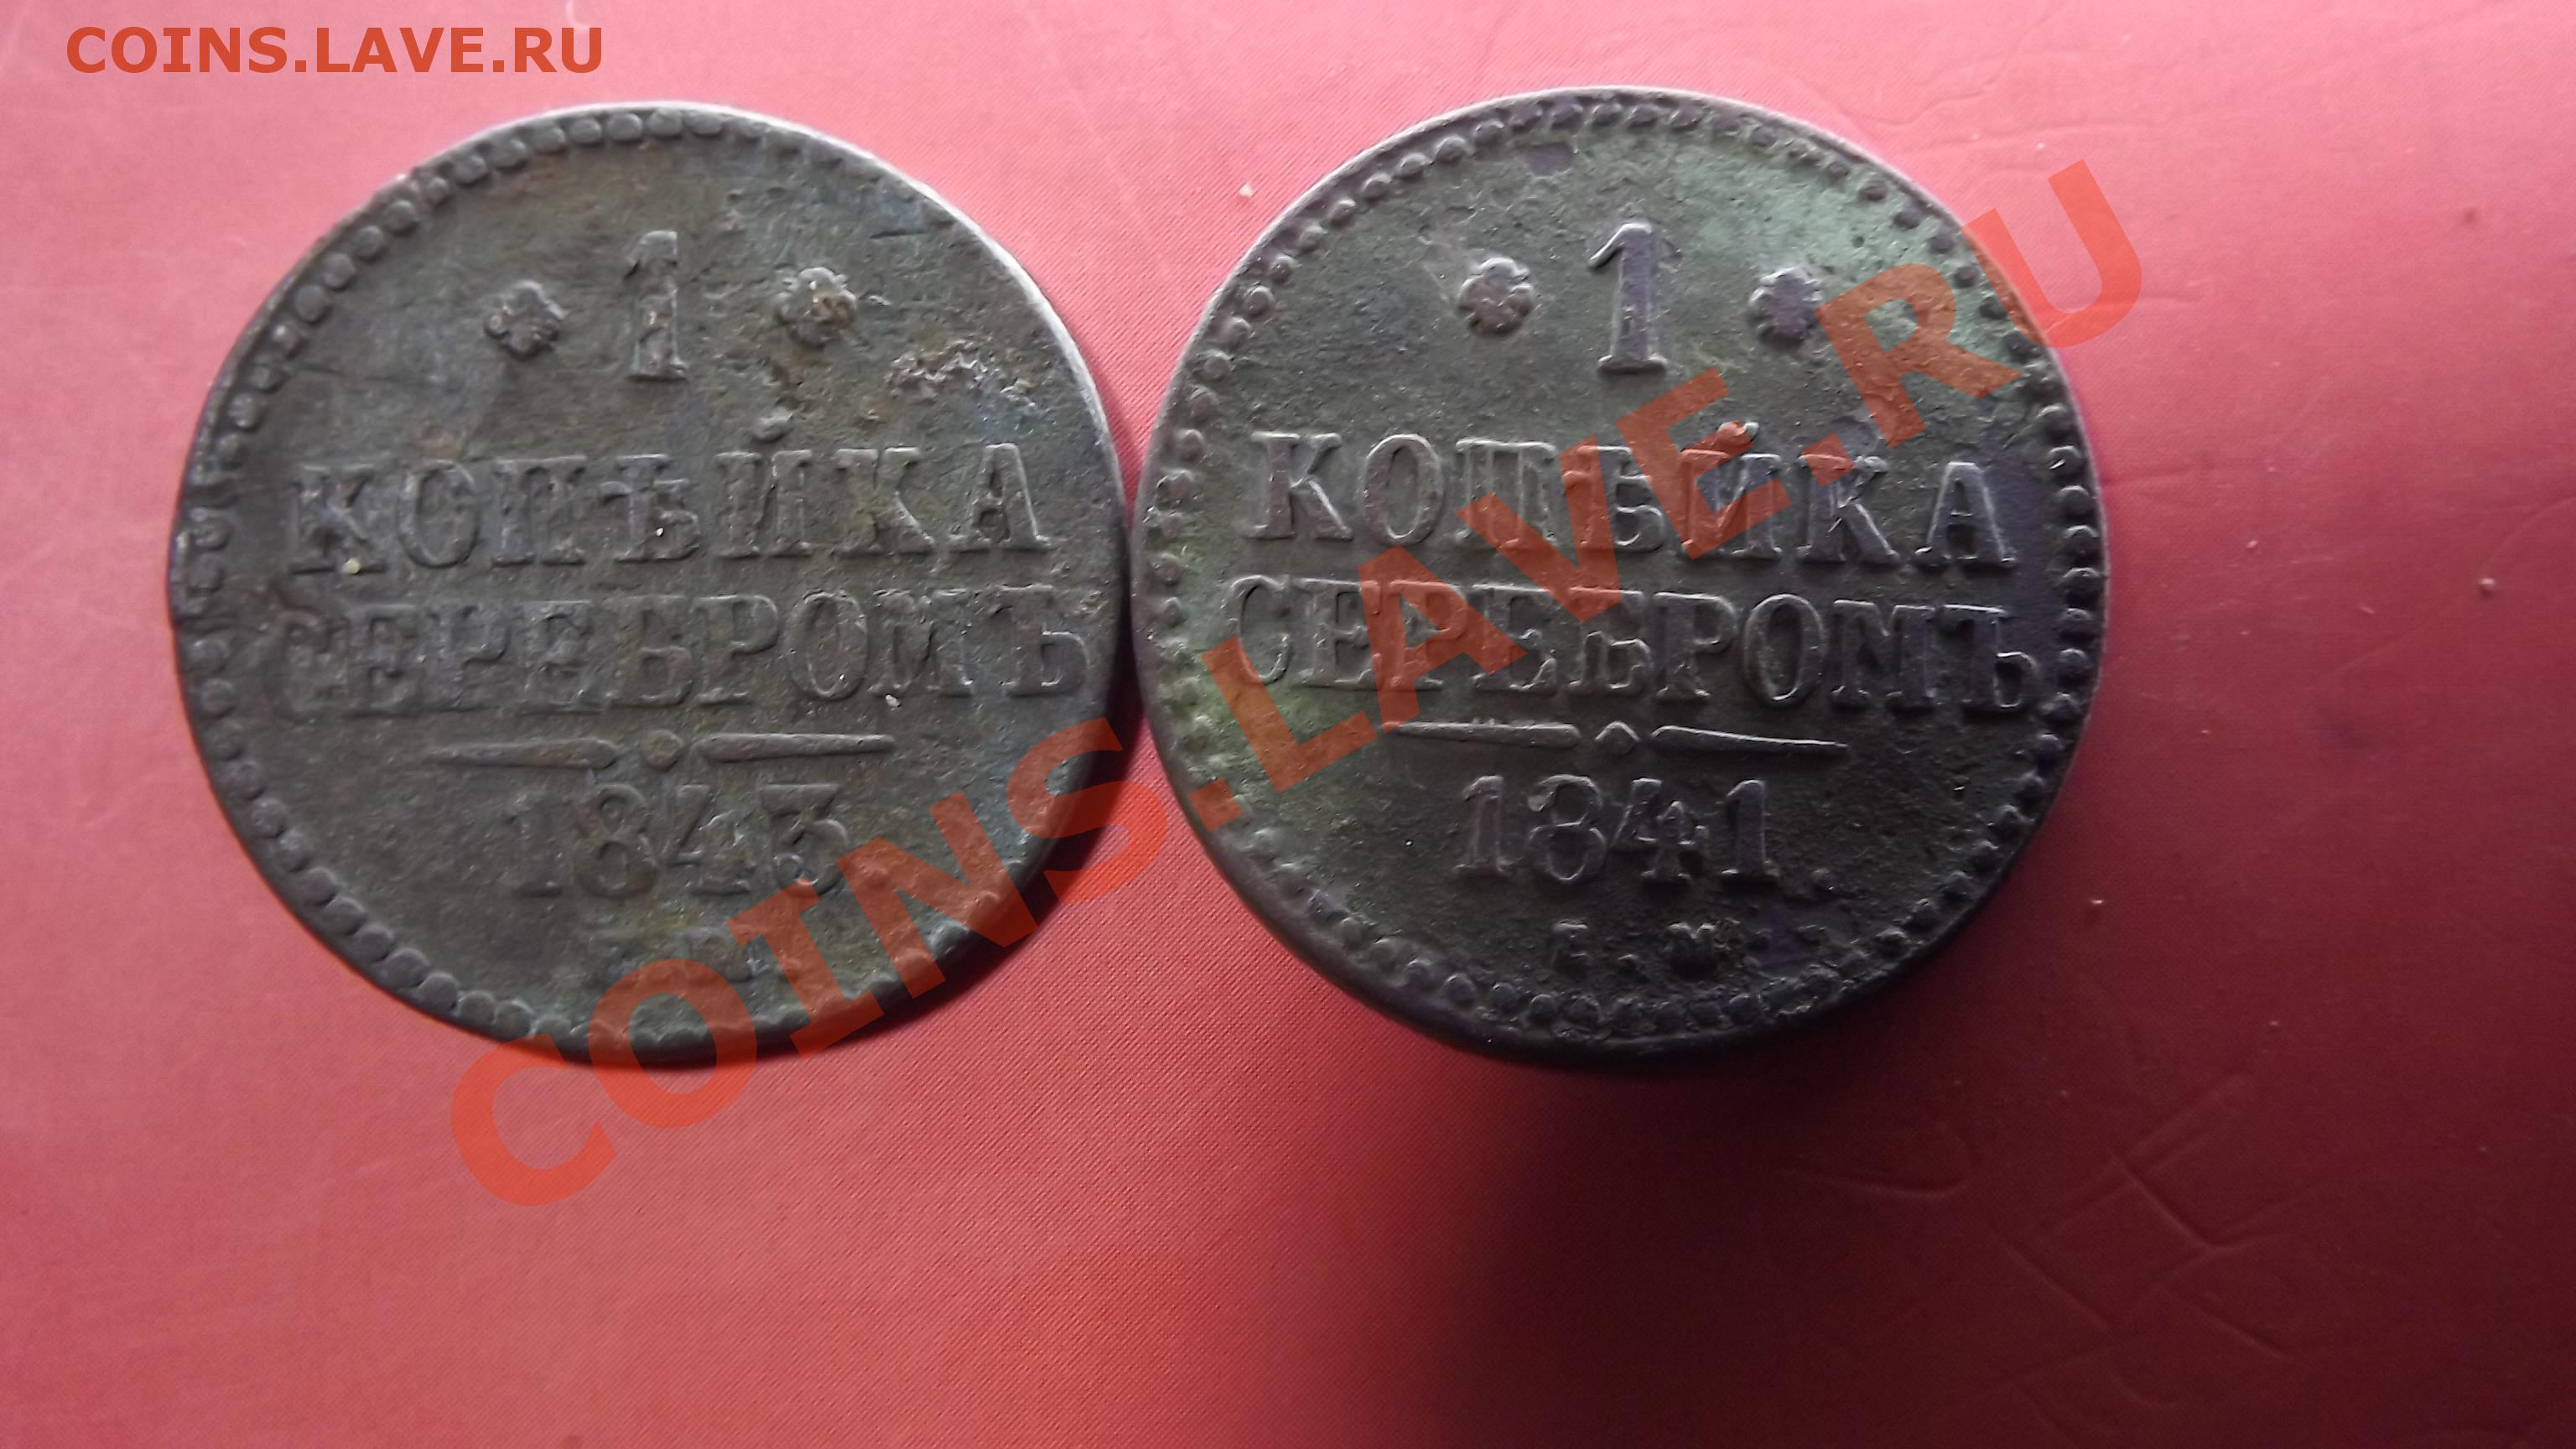 COINS.LAVE.RU
1
КОПѢЙКА
СЕРЕБРОМЪ
1843
1
КОПѢЙКА
СЕРЕБРОМЪ
1841
Е. М.
COINS.LAVE.RU